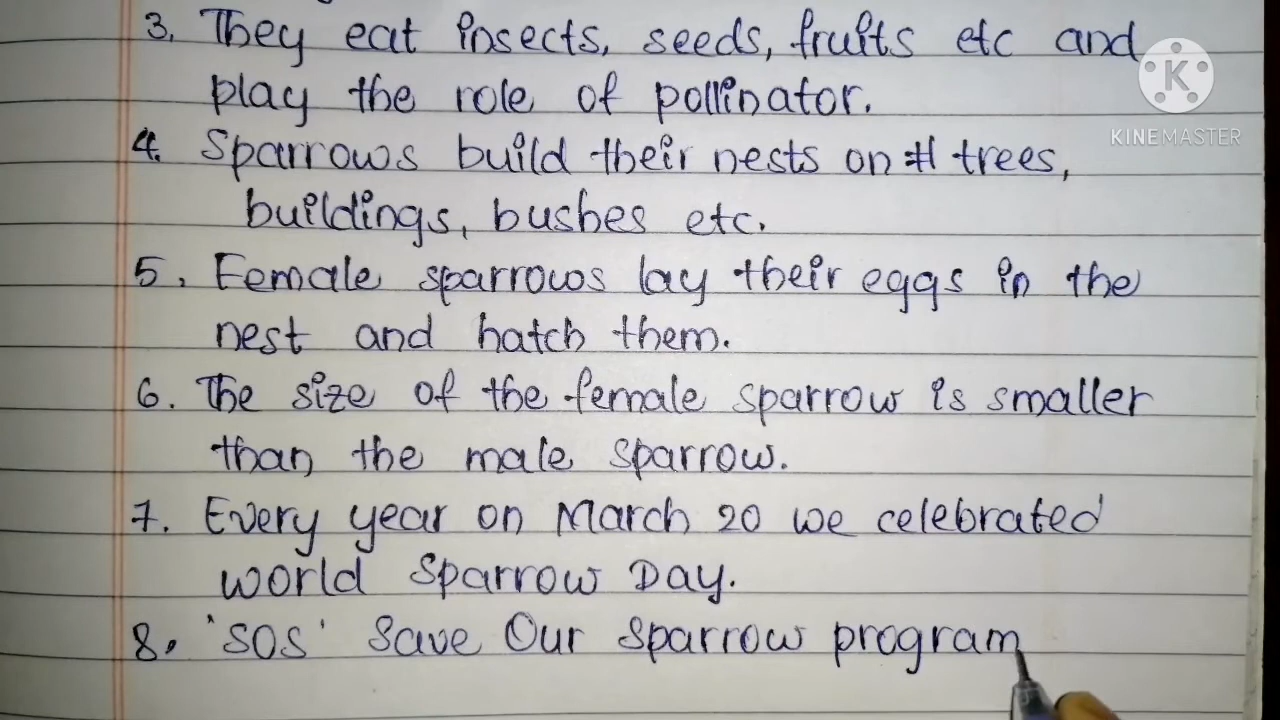 3. They eat insects, seeds, fruits etc and
play the role of pollinator.
KINEMASTER
4. Sparrows build their nests on trees,
buildings, bushes etc.
5. Female sparrows lay their eggs in the
nest and hatch them.
6. The size of the female sparrow is smaller
than the male sparrow.
7. Every year on March 20 we celebrated
world Sparrow Day.
8. 'SOS' Save Our Sparrow program